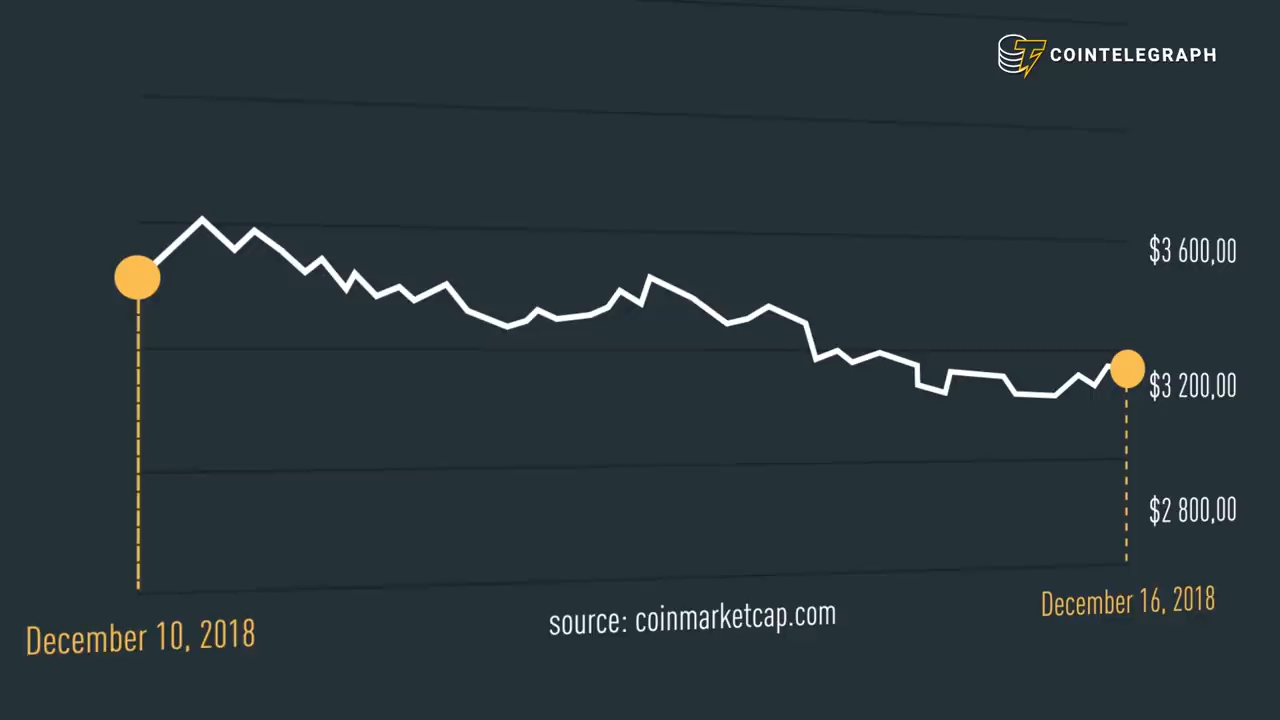 COINTELEGRAPH
$3 600,00
$3 200,00
$2 800,00
December 10, 2018
source: coinmarketcap.com
December 16, 2018